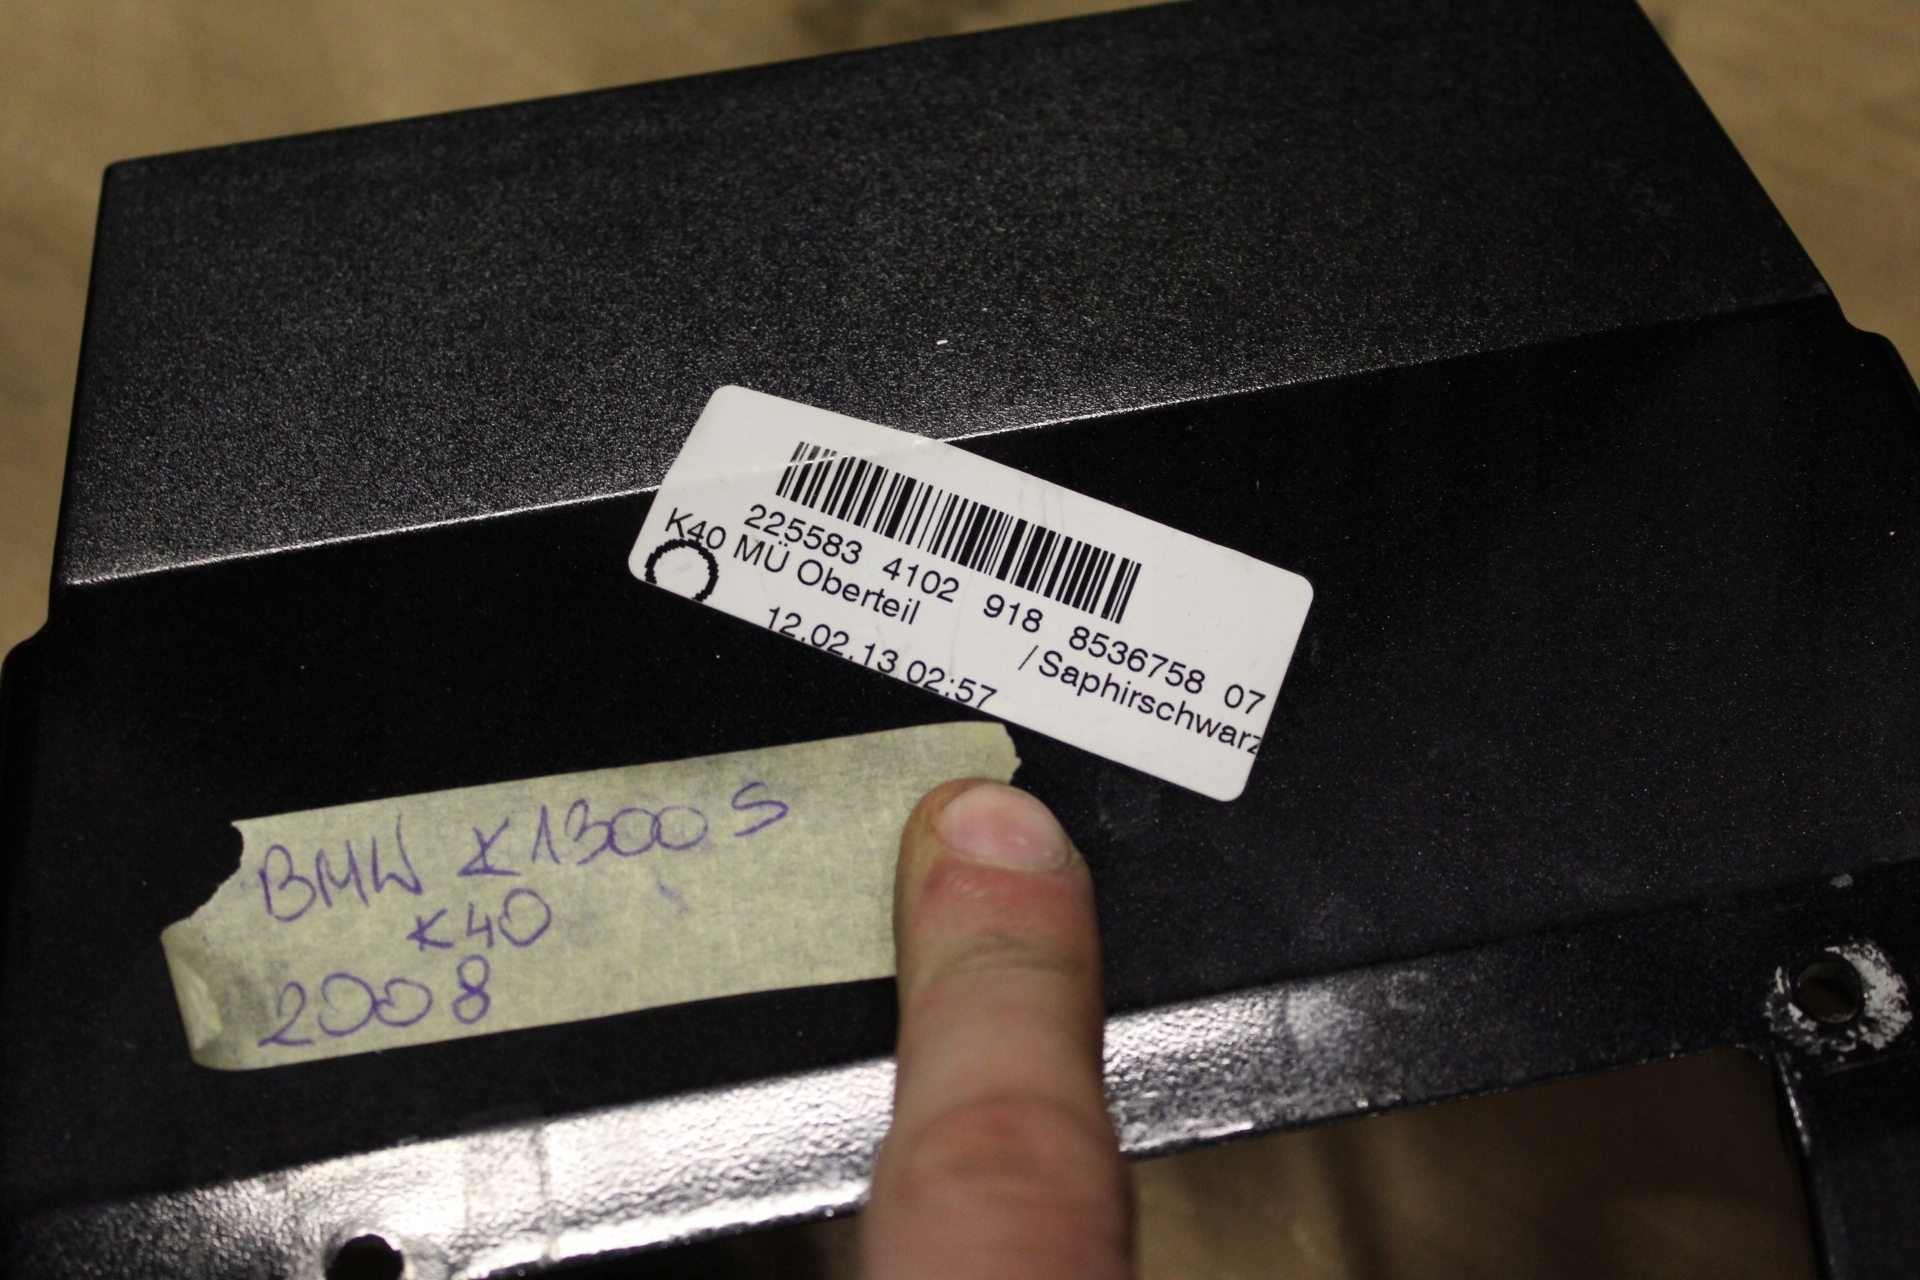 225583 4102 918 8536758 07
K40 MÜ Oberteil /Saphirschwarz
12.02.13 02:57
BMW K1300S
K40
2008